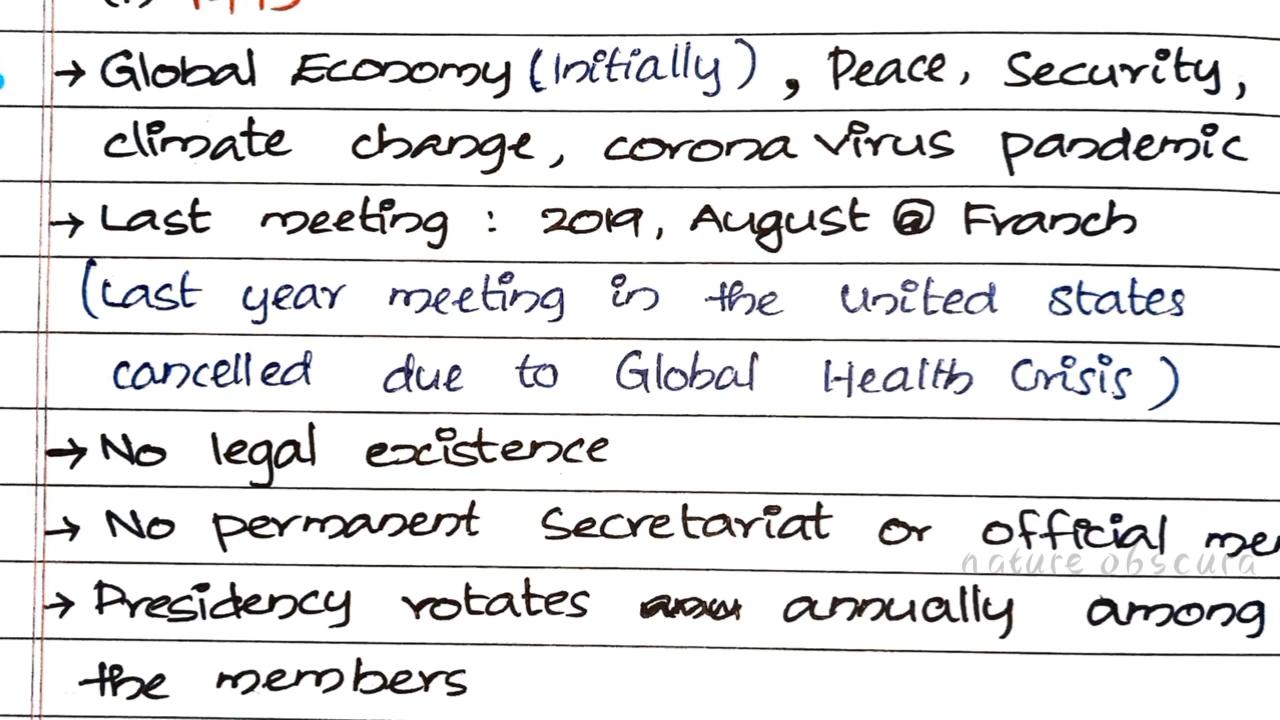 → Global Economy (Initially), Peace, Security,
climate change, corona virus pandemic
→ Last meeting : 2019, August @ Franch
(Last year meeting in the united states
cancelled due to Global Health Crisis)
→ No legal existence
→ No permanent Secretariat or official
nature obscura
→ Presidency rotates annually among
the members